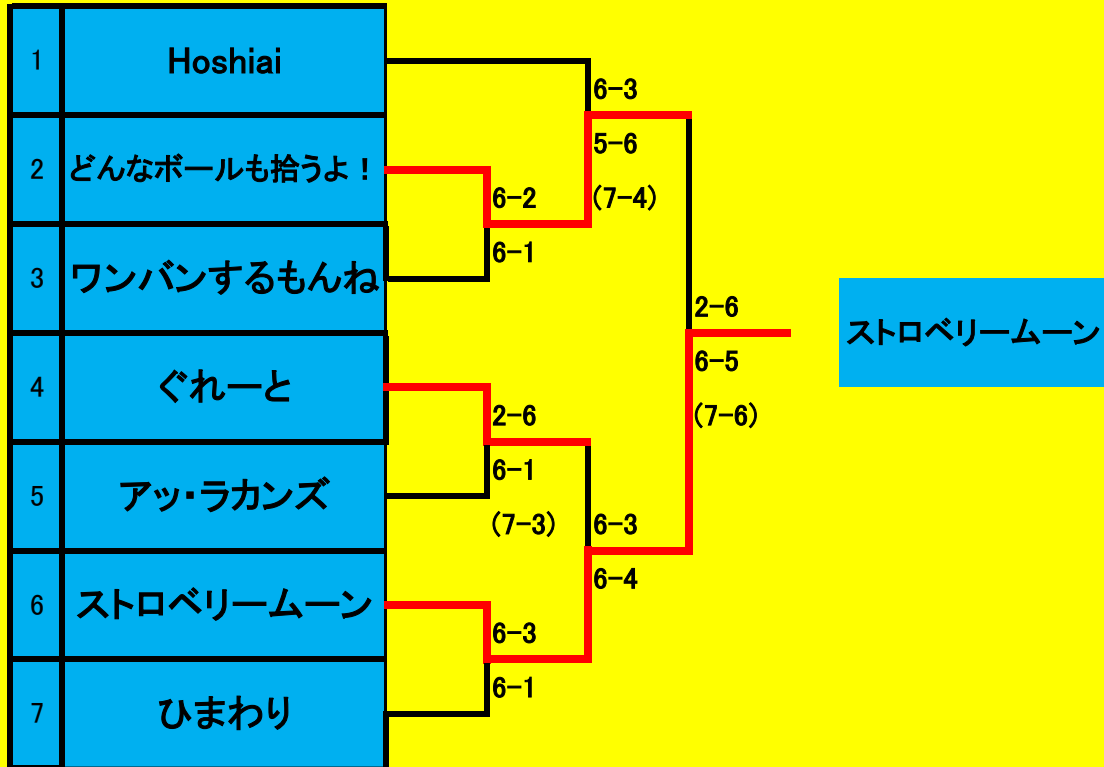 1 Hoshiai
2 どんなボールも拾うよ！
3 ワンバンするもんね
4 ぐれーと
5 アッ・ラカンズ
6 ストロベリームーン
7 ひまわり
6-2
6-1
2-6
6-1
(7-3)
6-3
6-1
6-3
5-6
(7-4)
6-3
6-4
2-6
6-5
(7-6)
ストロベリームーン